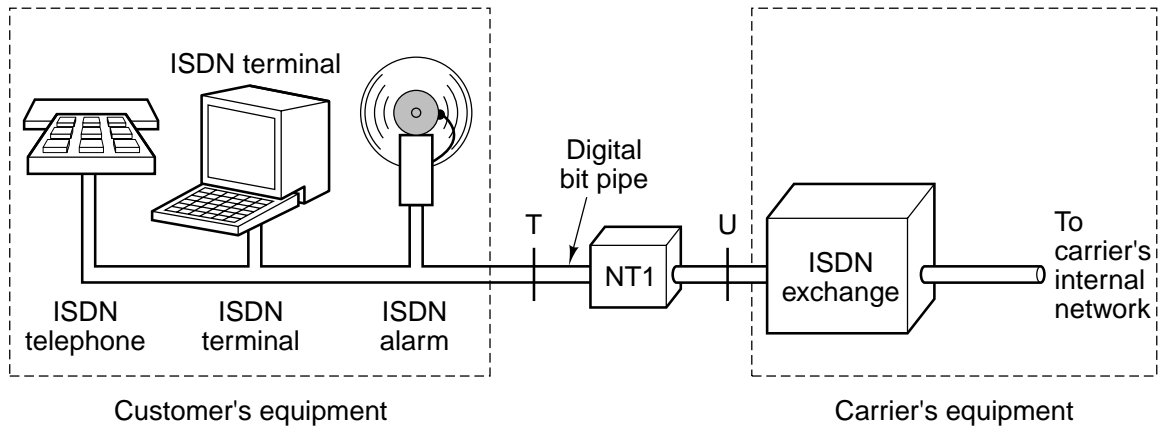 ISDN terminal
Digital
bit pipe
T
U
NT1
ISDN
exchange
To
carrier's
internal
network
ISDN
telephone
ISDN
terminal
ISDN
alarm
Customer's equipment
Carrier's equipment